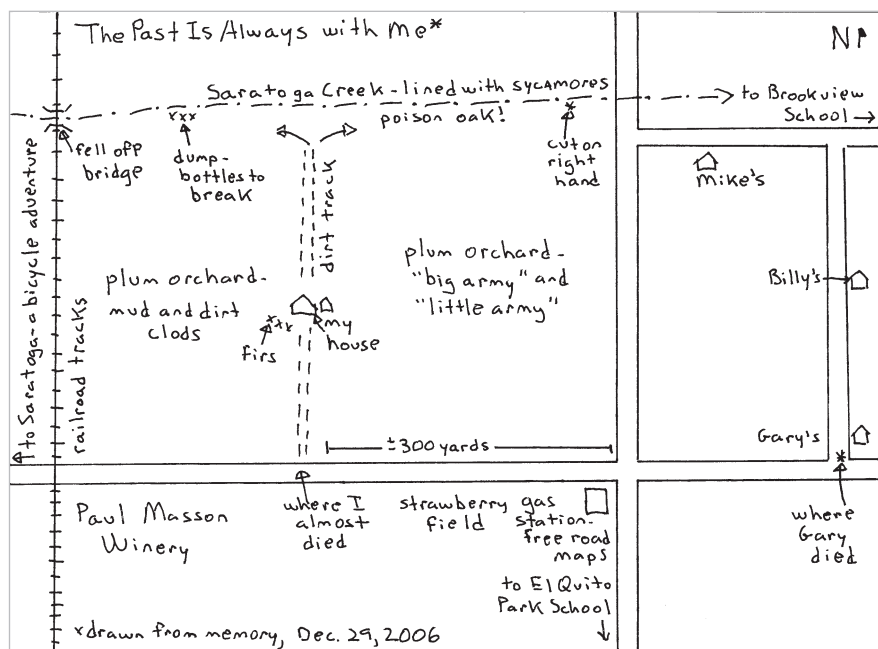 The Past Is Always with Me*
N
Saratoga Creek-lined with sycamores
poison oak!
to Brookview
School →
fell off
bridge
dump-
bottles to
break
dirt track
cut on
right
hand
Mike's
to Saratoga-a bicycle adventure
railroad tracks
plum orchard-
mud and dirt
clods
plum orchard-
"big army" and
"little army"
Billy's
firs
my
house
±300 yards
Gary's
Paul Masson
Winery
where I
almost
died
strawberry
field
gas
station-
free road
maps
where
Gary
died
to El Quito
Park School
*drawn from memory, Dec. 29, 2006